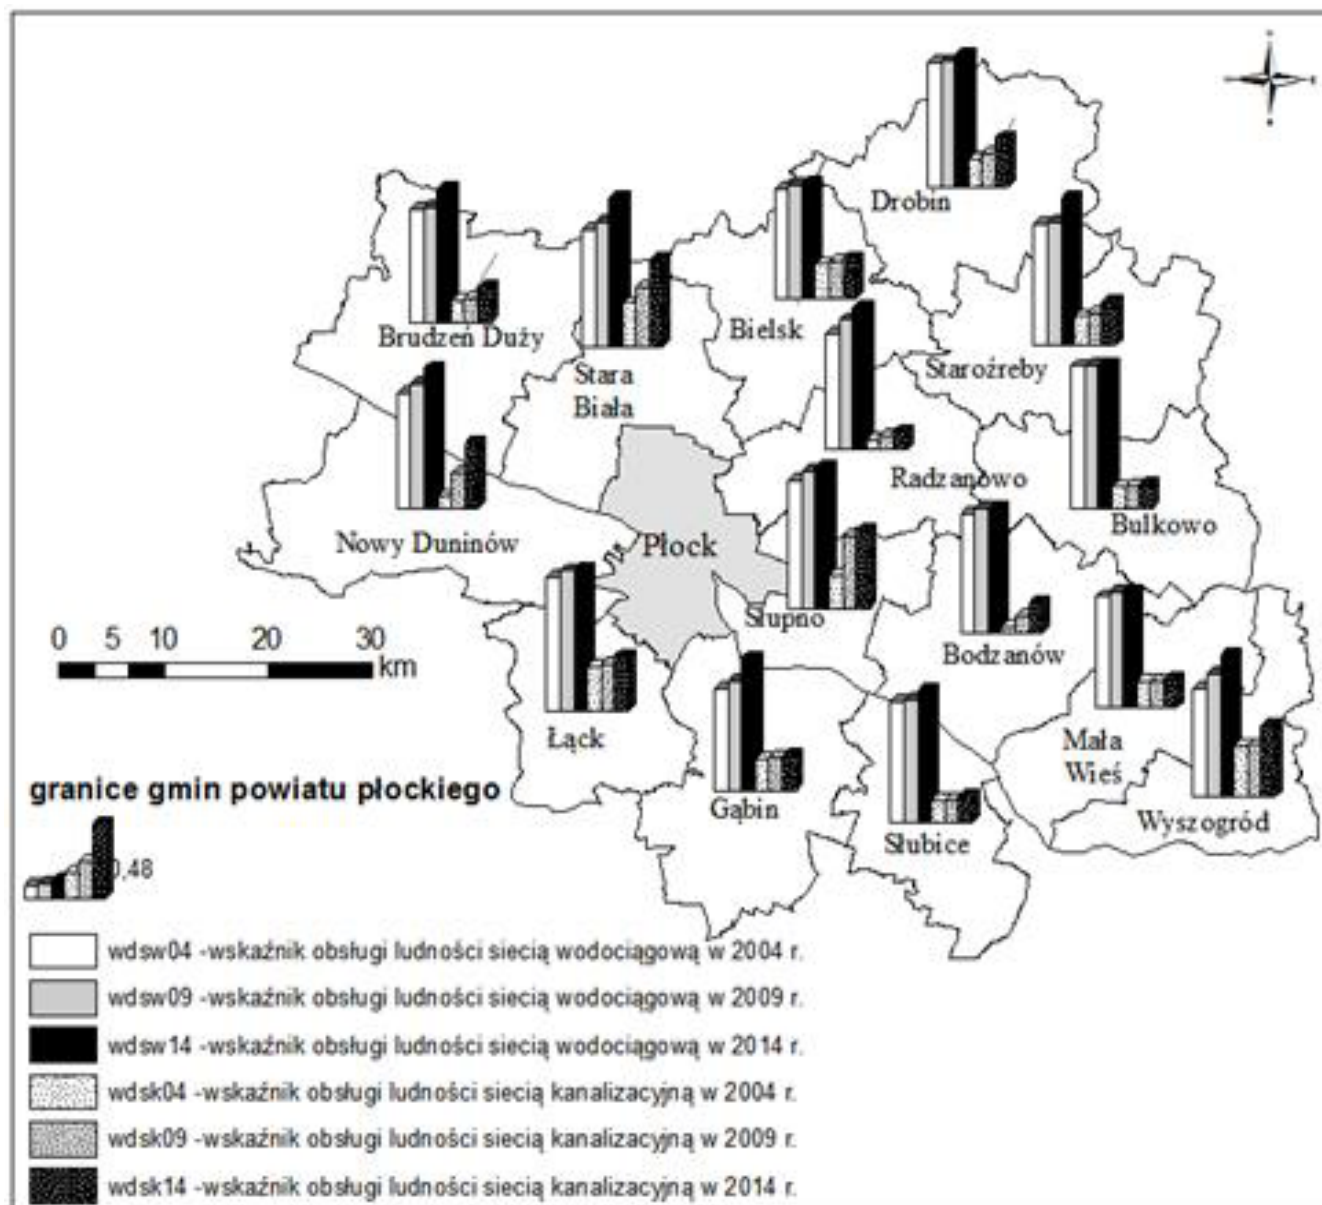 Drobin
Brudzeń Duży
Bielsk
Stara
Biała
Staroźreby
Radzanowo
Bulkowo
Nowy Duninów
Płock
Słupno
Bodzanów
0 5 10 20 30
km
Łąck
Gąbin
Mała
Wieś
Wyszogród
Słubice
granice gmin powiatu płockiego
0,48
wdsw04 -wskaźnik obsługi ludności siecią wodociągową w 2004 r.
wdsw09 -wskaźnik obsługi ludności siecią wodociągową w 2009 r.
wdsw14 -wskaźnik obsługi ludności siecią wodociągową w 2014 r.
wdsk04 -wskaźnik obsługi ludności siecią kanalizacyjną w 2004 r.
wdsk09 -wskaźnik obsługi ludności siecią kanalizacyjną w 2009 r.
wdsk14 -wskaźnik obsługi ludności siecią kanalizacyjną w 2014 r.